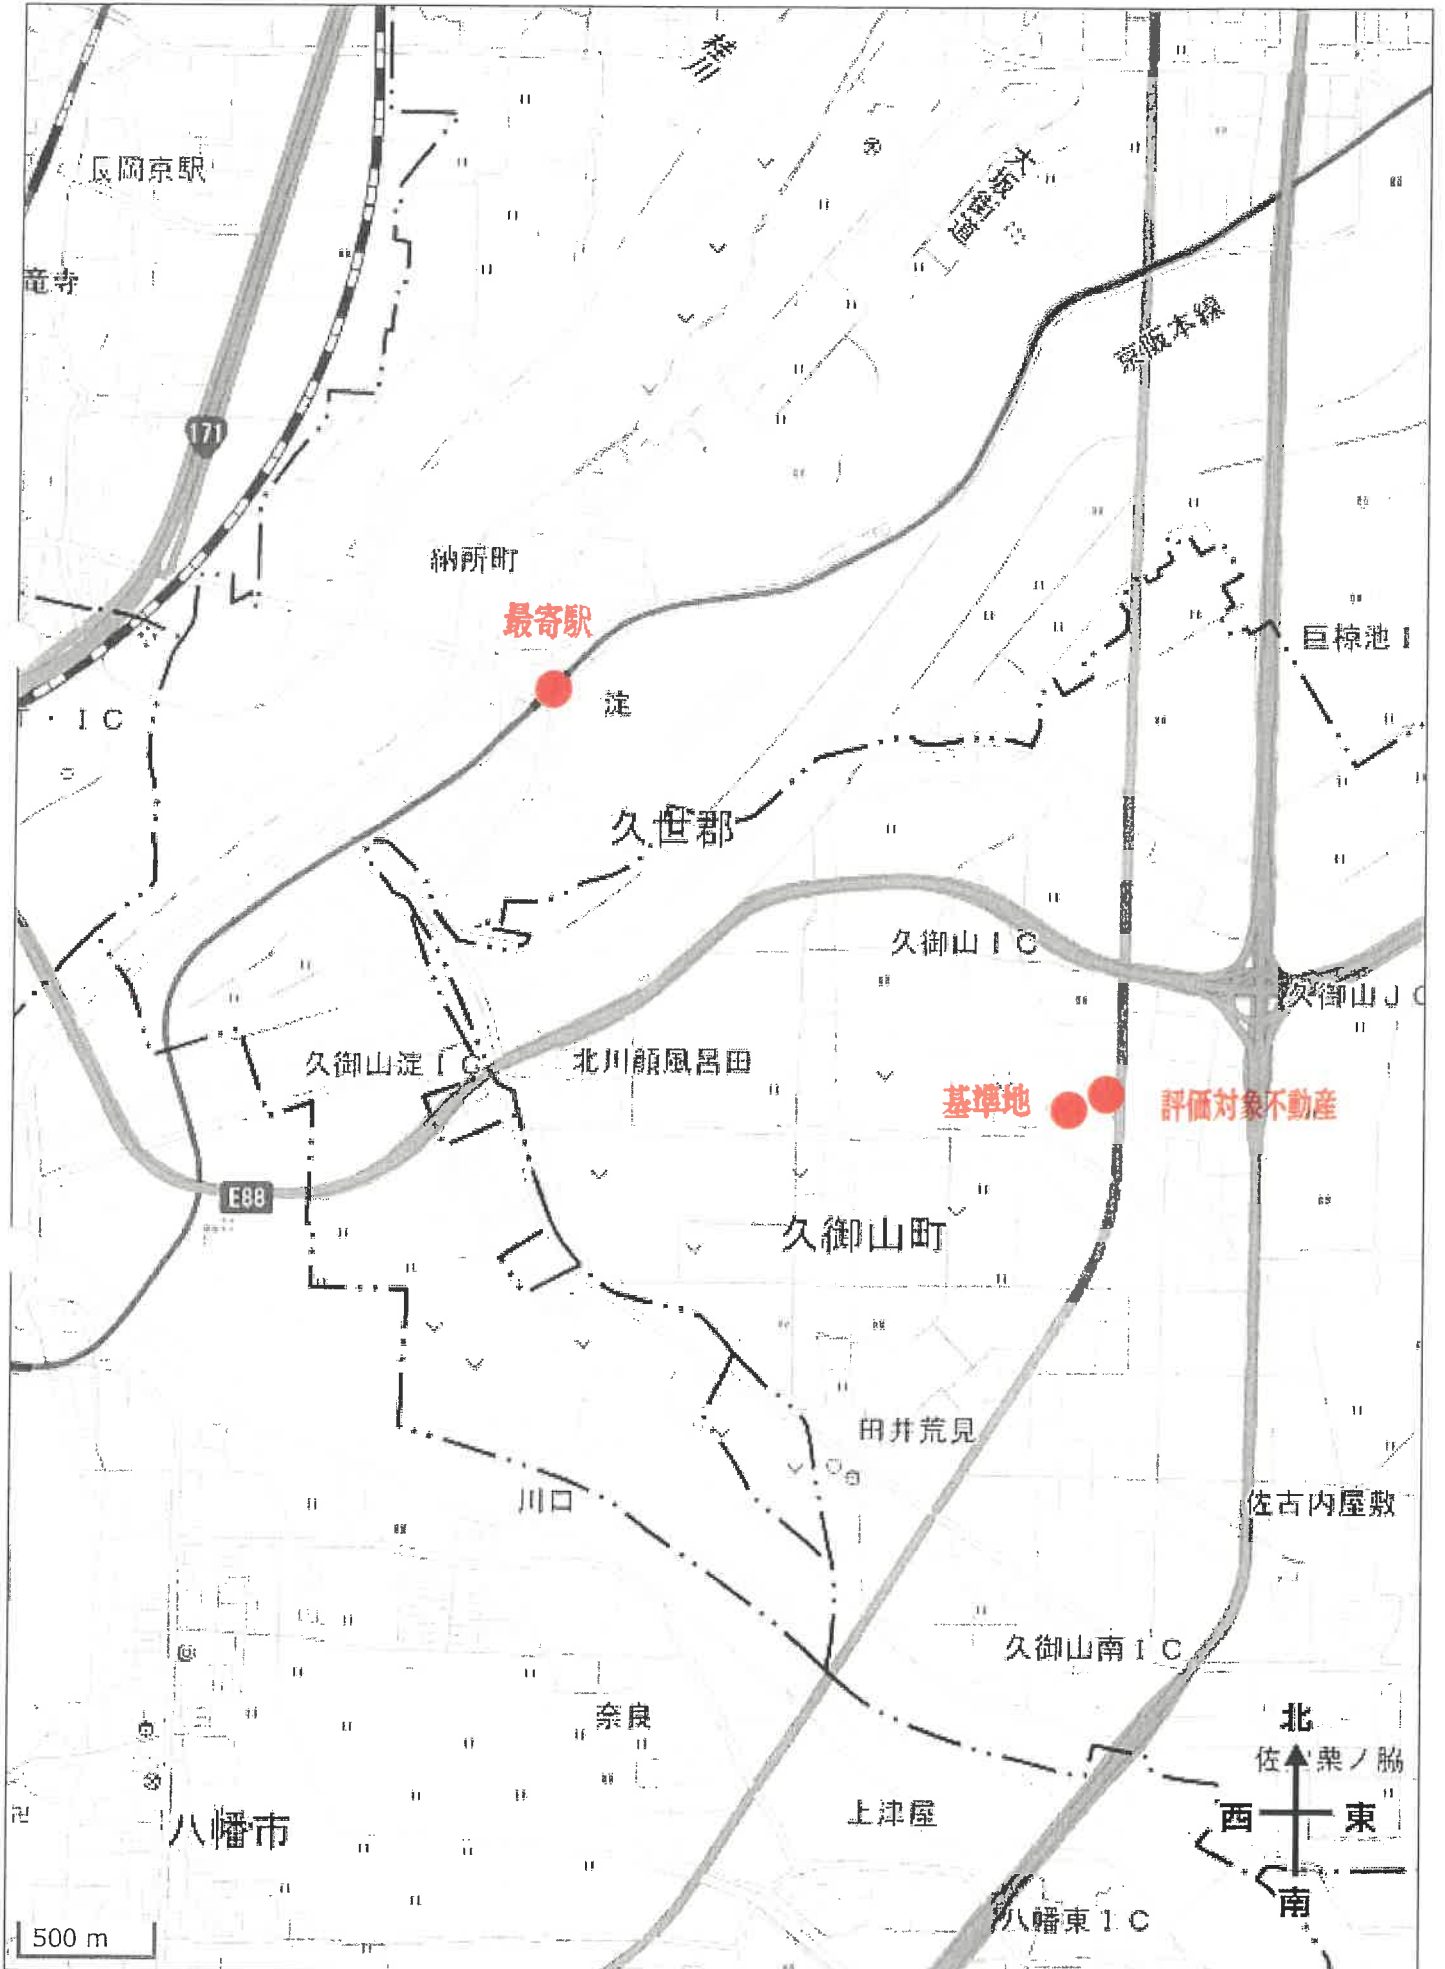 桂川
長岡京駅
大坂街道
竜寺
京阪本線
171
納所町
最寄駅
巨椋池I
淀
・IC
久世郡
久御山IC
久御山JC
久御山淀IC
北川顔風呂田
基準地
評価対象不動産
E88
久御山町
田井荒見
川口
佐古内屋敷
久御山南IC
奈良
北
佐 栗ノ脇
上津屋
西
東
八幡市
南
八幡東IC
500 m